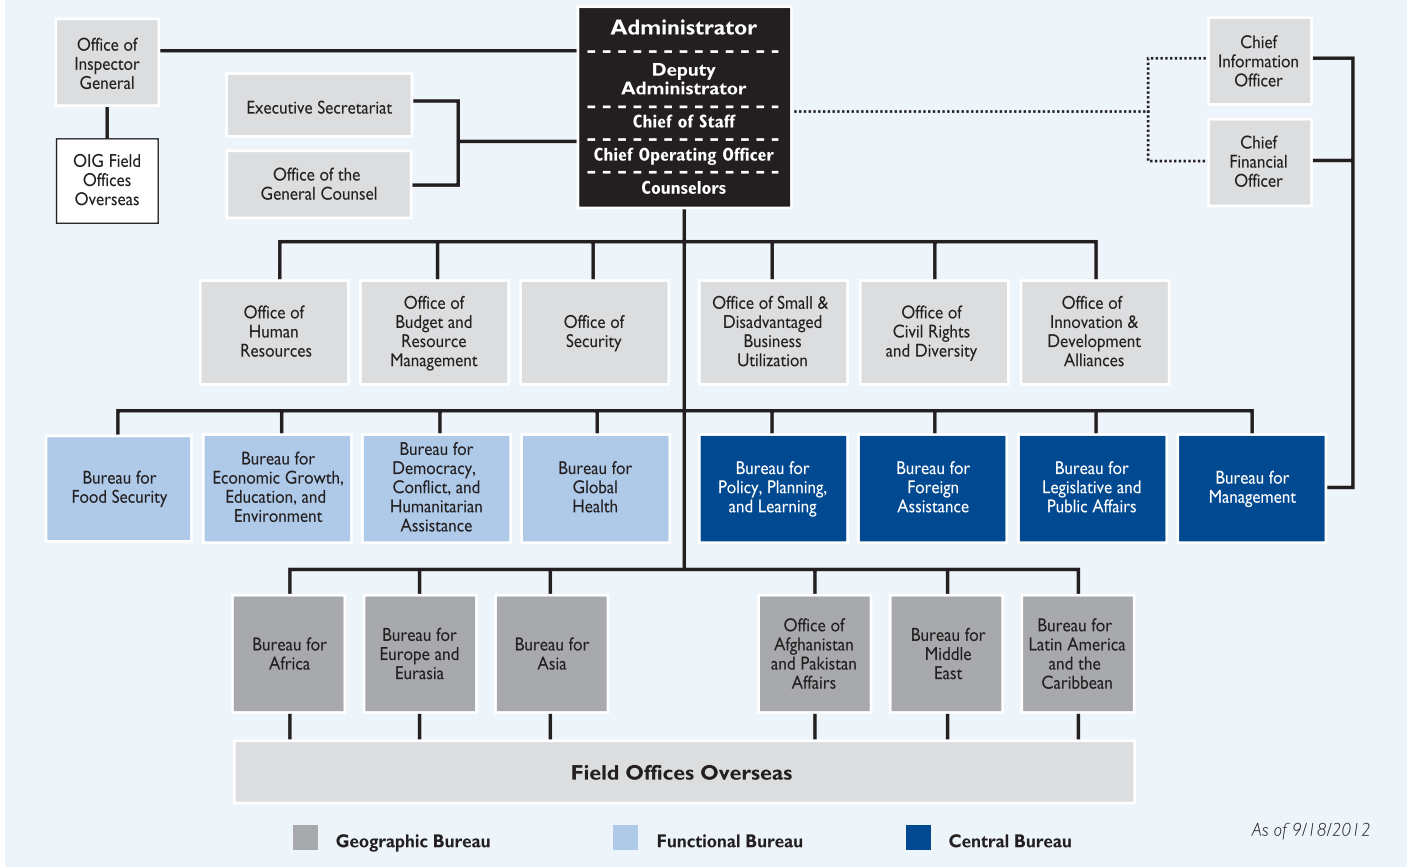 Office of
Inspector
General
OIG Field
Offices
Overseas
Executive Secretariat
Office of the
General Counsel
Administrator
Deputy
Administrator
Chief of Staff
Chief Operating Officer
Counselors
Chief
Information
Officer
Chief
Financial
Officer
Office of
Human
Resources
Office of
Budget and
Resource
Management
Office of
Security
Office of Small &
Disadvantaged
Business
Utilization
Office of
Civil Rights
and Diversity
Office of
Innovation &
Development
Alliances
Bureau for
Food Security
Bureau for
Economic Growth,
Education, and
Environment
Bureau for
Democracy,
Conflict, and
Humanitarian
Assistance
Bureau for
Global
Health
Bureau for
Policy, Planning,
and Learning
Bureau for
Foreign
Assistance
Bureau for
Legislative and
Public Affairs
Bureau for
Management
Bureau for
Africa
Bureau for
Europe and
Eurasia
Bureau for
Asia
Office of
Afghanistan
and Pakistan
Affairs
Bureau for
Middle
East
Bureau for
Latin America
and the
Caribbean
Field Offices Overseas
Geographic Bureau
Functional Bureau
Central Bureau
As of 9/18/2012